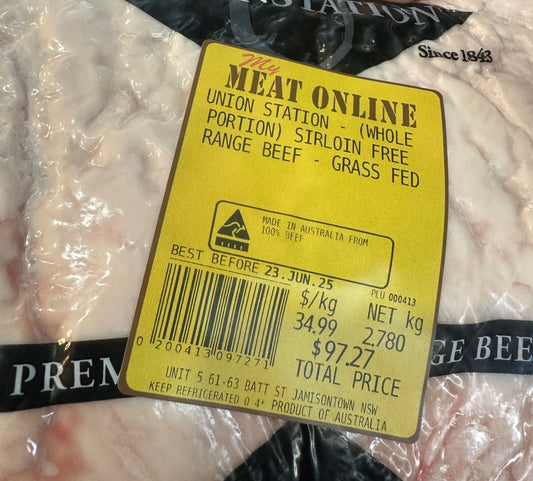 STATION
Since 1843
My
MEAT ONLINE
UNION STATION - (WHOLE
PORTION) SIRLOIN FREE
RANGE BEEF - GRASS FED
MADE IN AUSTRALIA FROM
100% BEEF
BEST BEFORE 23.JUN.25
PLU 000413
$/kg NET kg
34.99 2.780
$97.27
TOTAL PRICE
0 200413 097271
UNIT 5 61-63 BATT ST JAMISONTOWN NSW
KEEP REFRIGERATED 0-4° PRODUCT OF AUSTRALIA
PREM
GE BEE